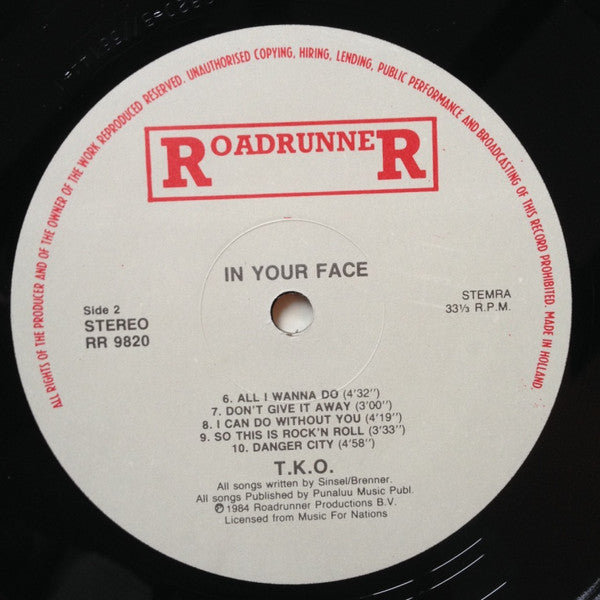 ALL RIGHTS OF THE PRODUCER AND OF THE OWNER OF THE WORK REPRODUCED RESERVED. UNAUTHORISED COPYING, HIRING, LENDING, PUBLIC PERFORMANCE AND BROADCASTING OF THIS RECORD PROHIBITED. MADE IN HOLLAND
ROADRUNNER
IN YOUR FACE
Side 2
STEREO
RR 9820
STEMRA
33⅓ R.P.M.
6. ALL I WANNA DO (4'32'')
7. DON'T GIVE IT AWAY (3'00'')
8. I CAN DO WITHOUT YOU (4'19'')
9. SO THIS IS ROCK'N ROLL (3'33'')
10. DANGER CITY (4'58'')
T.K.O.
All songs written by Sinsel/Brenner.
All songs Published by Punaluu Music Publ.
℗ 1984 Roadrunner Productions B.V.
Licensed from Music For Nations